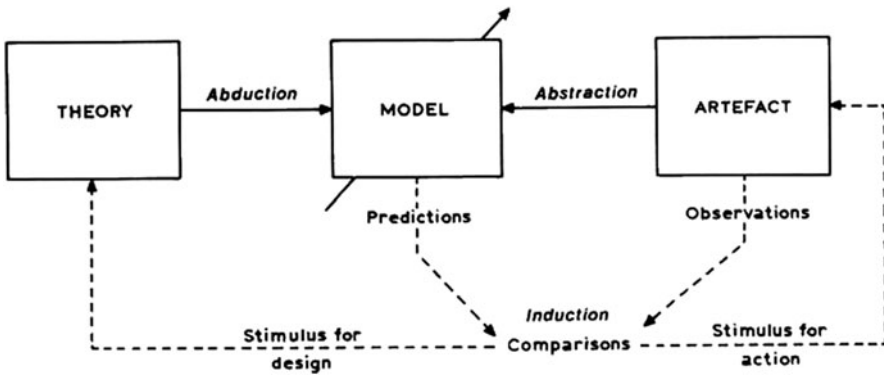 THEORY
Abduction
MODEL
Abstraction
ARTEFACT
Predictions
Observations
Induction
Stimulus for
design
Comparisons
Stimulus for
action